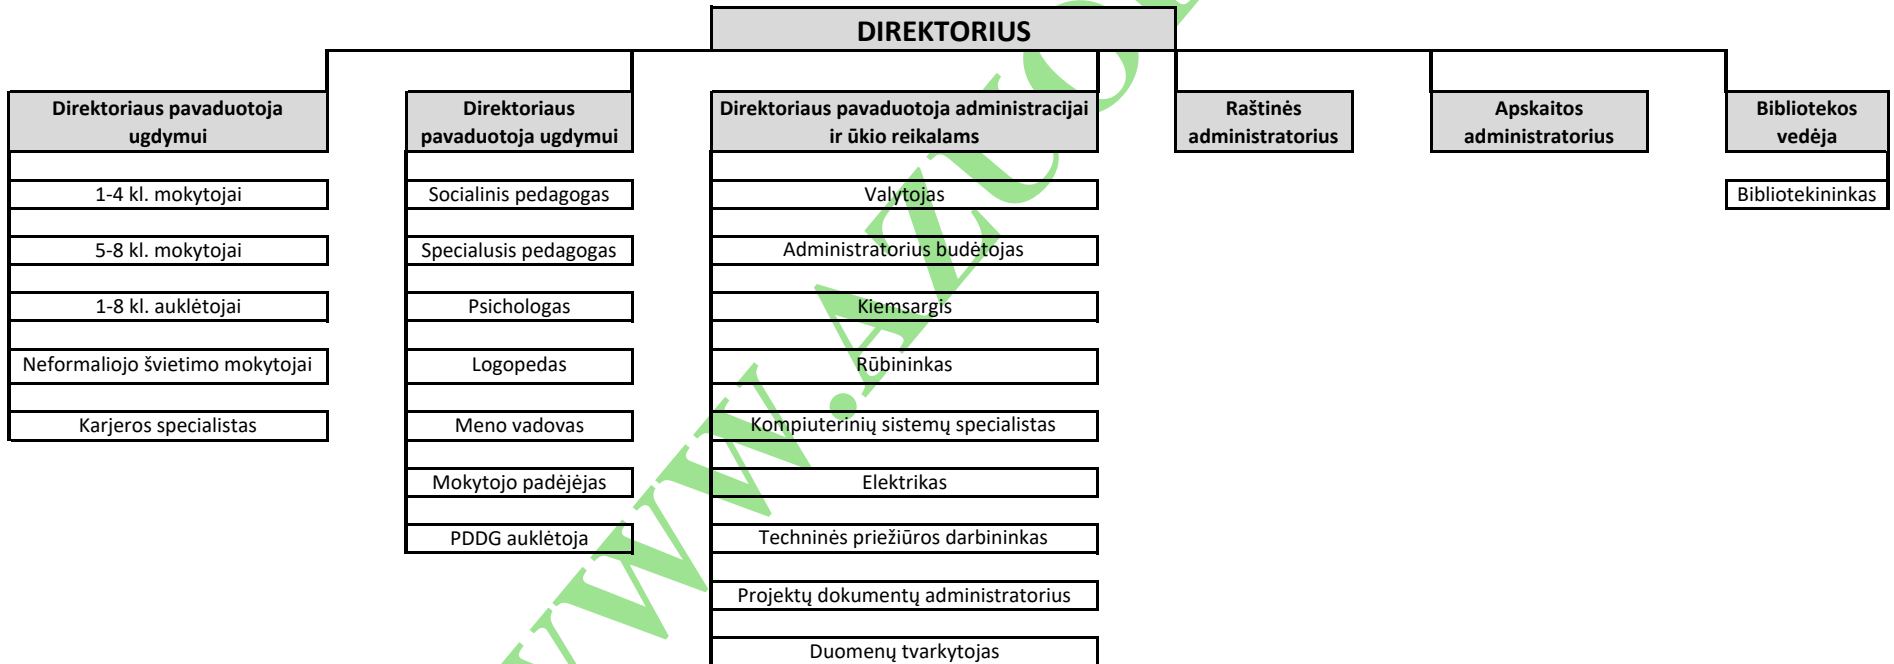 DIREKTORIUS
Direktoriaus pavaduotoja
ugdymui
Direktoriaus
pavaduotoja ugdymui
Direktoriaus pavaduotoja administracijai
ir ūkio reikalams
Raštinės
administratorius
Apskaitos
administratorius
Bibliotekos
vedėja
1-4 kl. mokytojai
5-8 kl. mokytojai
1-8 kl. auklėtojai
Neformaliojo švietimo mokytojai
Karjeros specialistas
Socialinis pedagogas
Specialusis pedagogas
Psichologas
Logopedas
Meno vadovas
Mokytojo padėjėjas
PDDG auklėtoja
Valytojas
Administratorius budėtojas
Kiemsargis
Rūbininkas
Kompiuterinių sistemų specialistas
Elektrikas
Techninės priežiūros darbininkas
Projektų dokumentų administratorius
Duomenų tvarkytojas
Bibliotekininkas